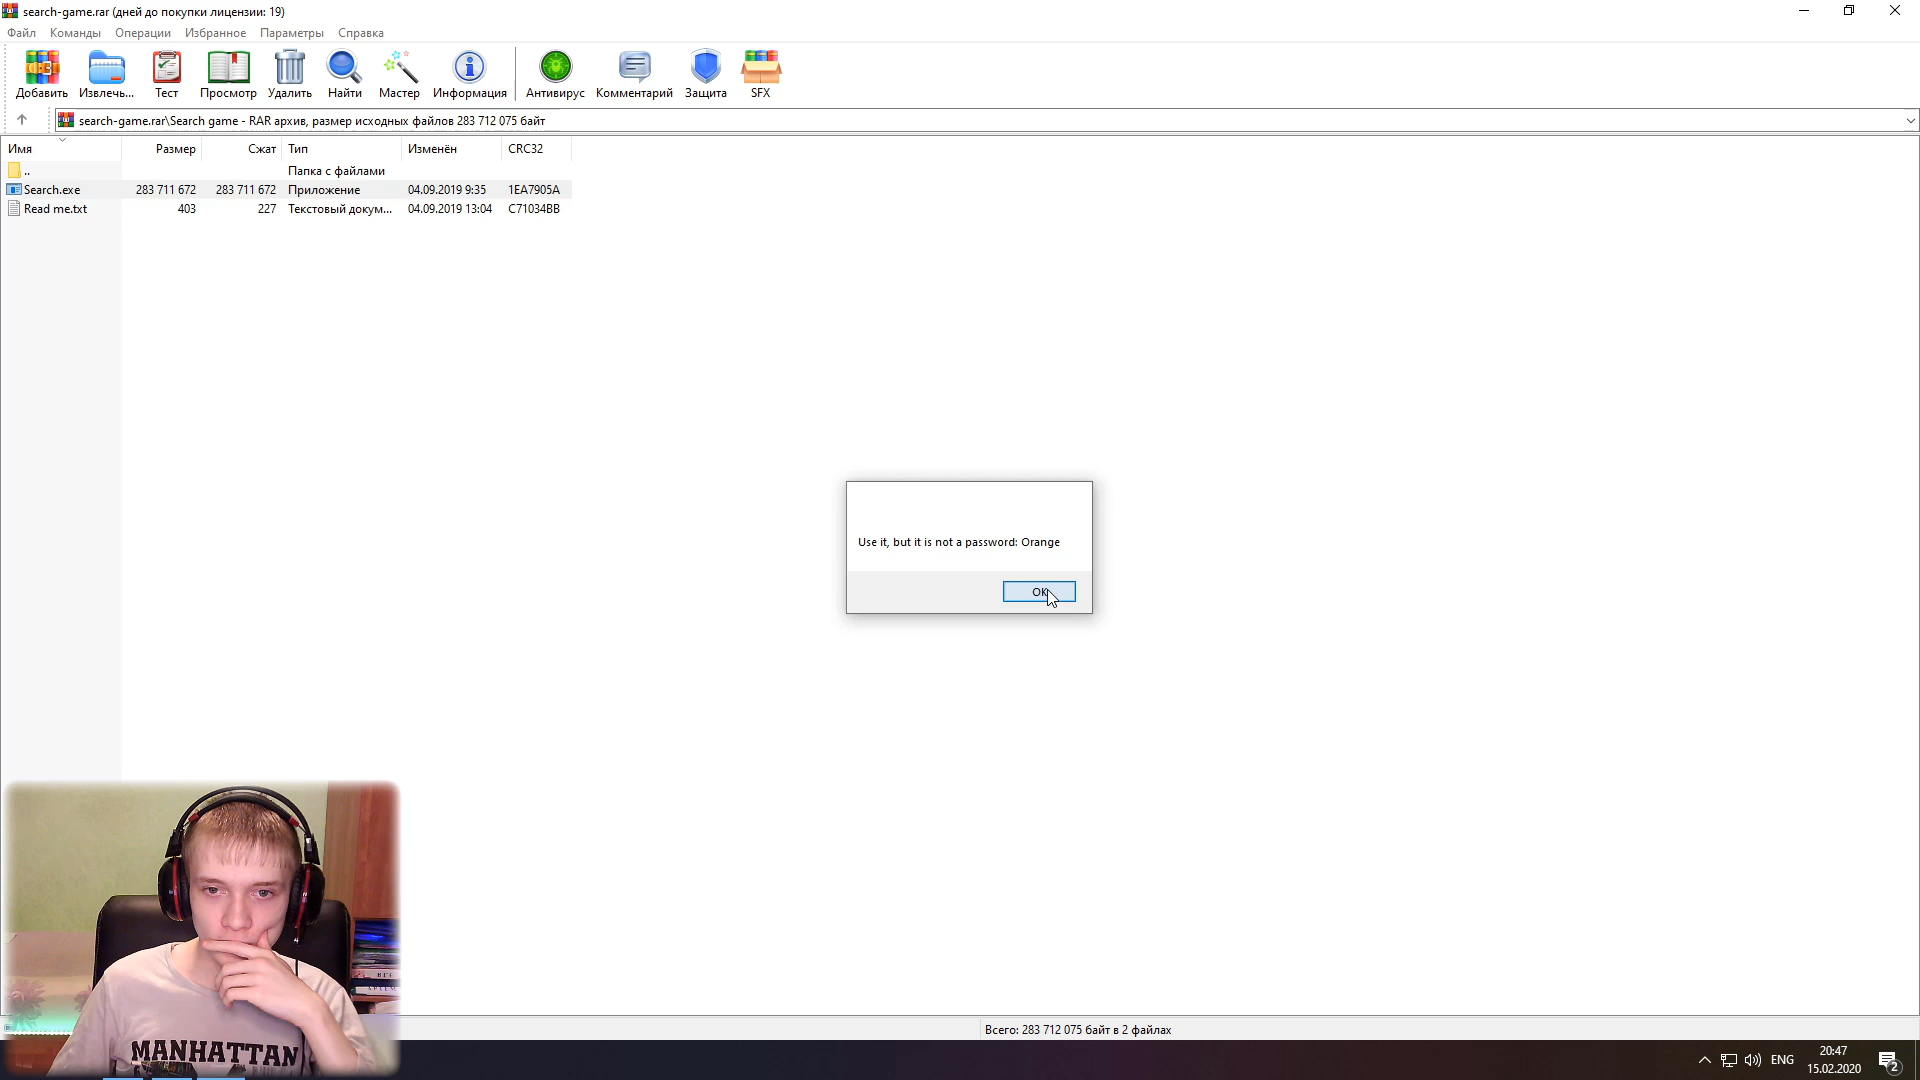 search-game.rar (дней до покупки лицензии: 19)
Файл Команды Операции Избранное Параметры Справка
Добавить Извлечь... Тест Просмотр Удалить Найти Мастер Информация Антивирус Комментарий Защита SFX
search-game.rar\Search game - RAR архив, размер исходных файлов 283 712 075 байт
Имя Размер Сжат Тип Изменён CRC32
.. Папка с файлами
Search.exe 283 711 672 283 711 672 Приложение 04.09.2019 9:35 1EA7905A
Read me.txt 403 227 Текстовый докум... 04.09.2019 13:04 C71034BB
Use it, but it is not a password: Orange
OK
MANHATTAN
Всего: 283 712 075 байт в 2 файлах
ENG
20:47
15.02.2020
2